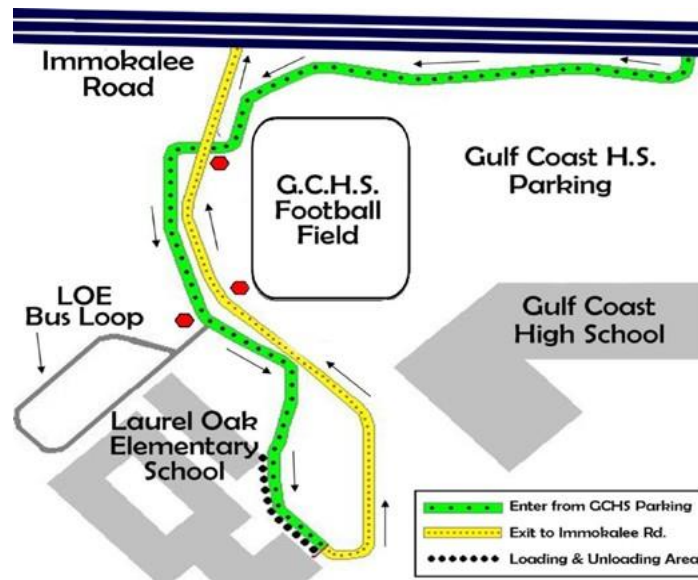 Immokalee
Road
G.C.H.S.
Football
Field
Gulf Coast H.S.
Parking
LOE
Bus Loop
Gulf Coast
High School
Laurel Oak
Elementary
School
Enter from GCHS Parking
Exit to Immokalee Rd.
Loading & Unloading Area